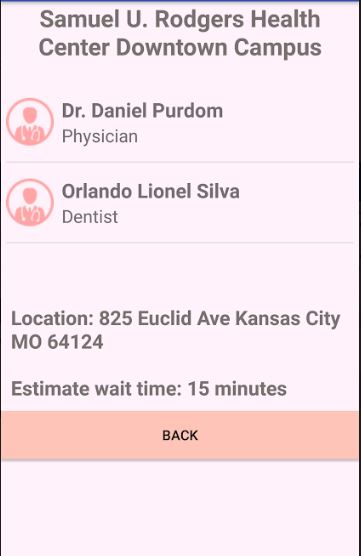 Samuel U. Rodgers Health
Center Downtown Campus
Dr. Daniel Purdom
Physician
Orlando Lionel Silva
Dentist
Location: 825 Euclid Ave Kansas City
MO 64124
Estimate wait time: 15 minutes
BACK